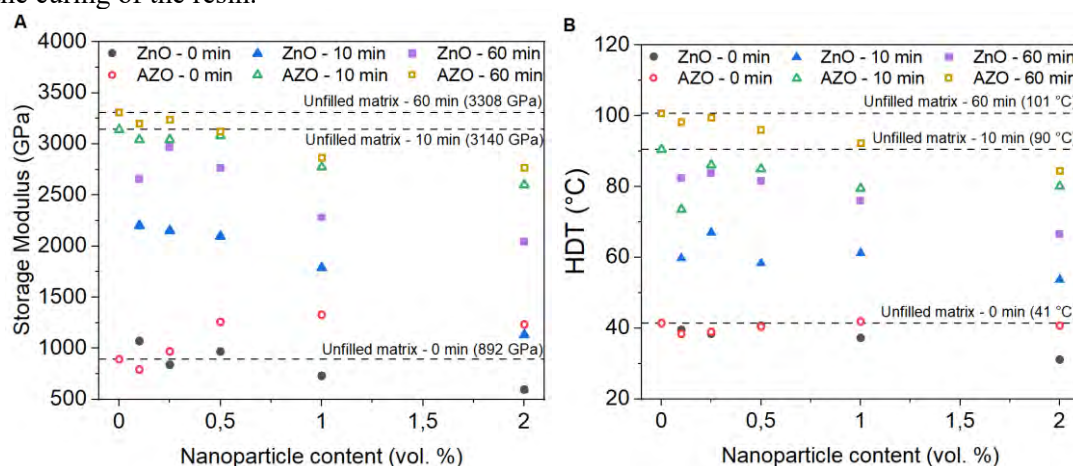 ne curing of the resin.
A
ZnO - 0 min ZnO - 10 min ZnO - 60 min
AZO - 0 min AZO - 10 min AZO - 60 min
Unfilled matrix - 60 min (3308 GPa)
Unfilled matrix - 10 min
(3140 GPa)
Unfilled matrix - 0 min (892 GPa)
Storage Modulus (GPa)
4000
3500
3000
2500
2000
1500
1000
500
0 0,5 1 1,5 2
Nanoparticle content (vol. %)
B
ZnO - 0 min ZnO - 10 min ZnO - 60 min
AZO - 0 min AZO - 10 min AZO - 60 min
Unfilled matrix - 60 min (101 °C)
Unfilled matrix - 10 min (90 °C)
Unfilled matrix - 0 min (41 °C)
HDT (°C)
120
100
80
60
40
20
0 0,5 1 1,5 2
Nanoparticle content (vol. %)